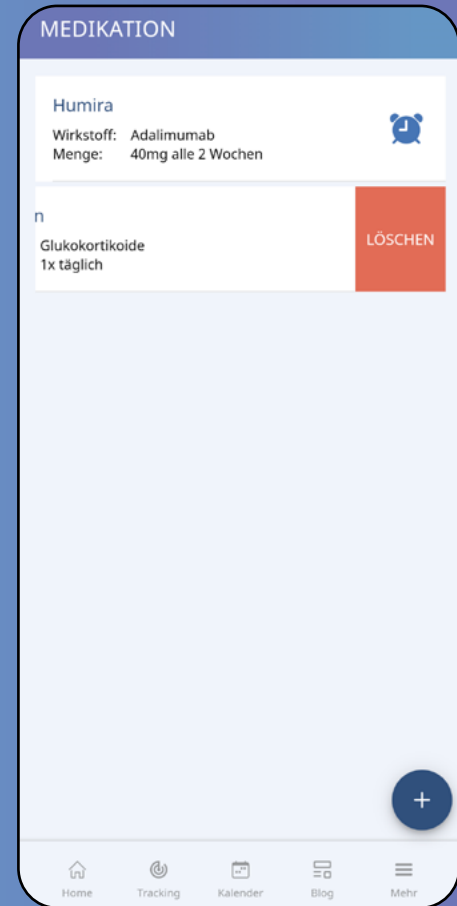 MEDIKATION
Humira
Wirkstoff: Adalimumab
Menge: 40mg alle 2 Wochen
n
Glukokortikoide
1x täglich
LÖSCHEN
+
Home Tracking Kalender Blog Mehr